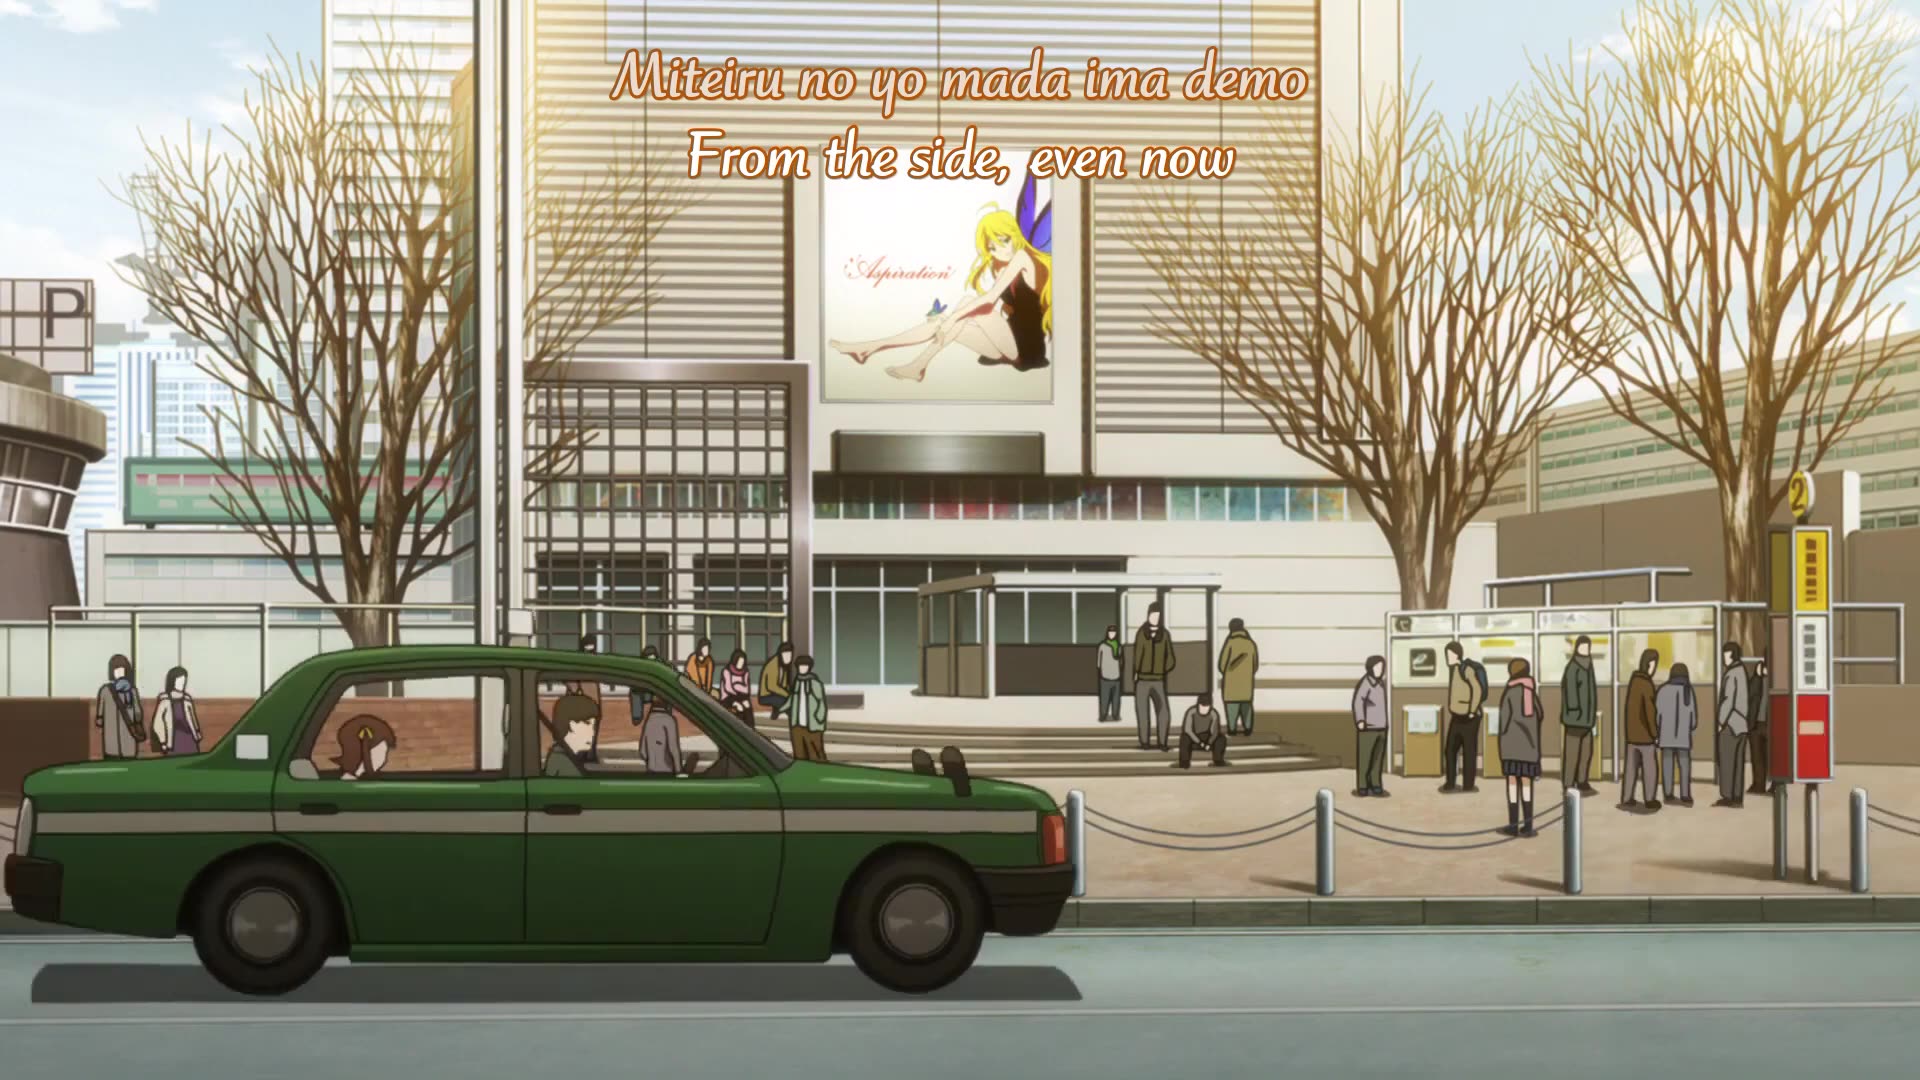 Miteiru no yo mada ima demo
From the side, even now
Aspiration
P
2